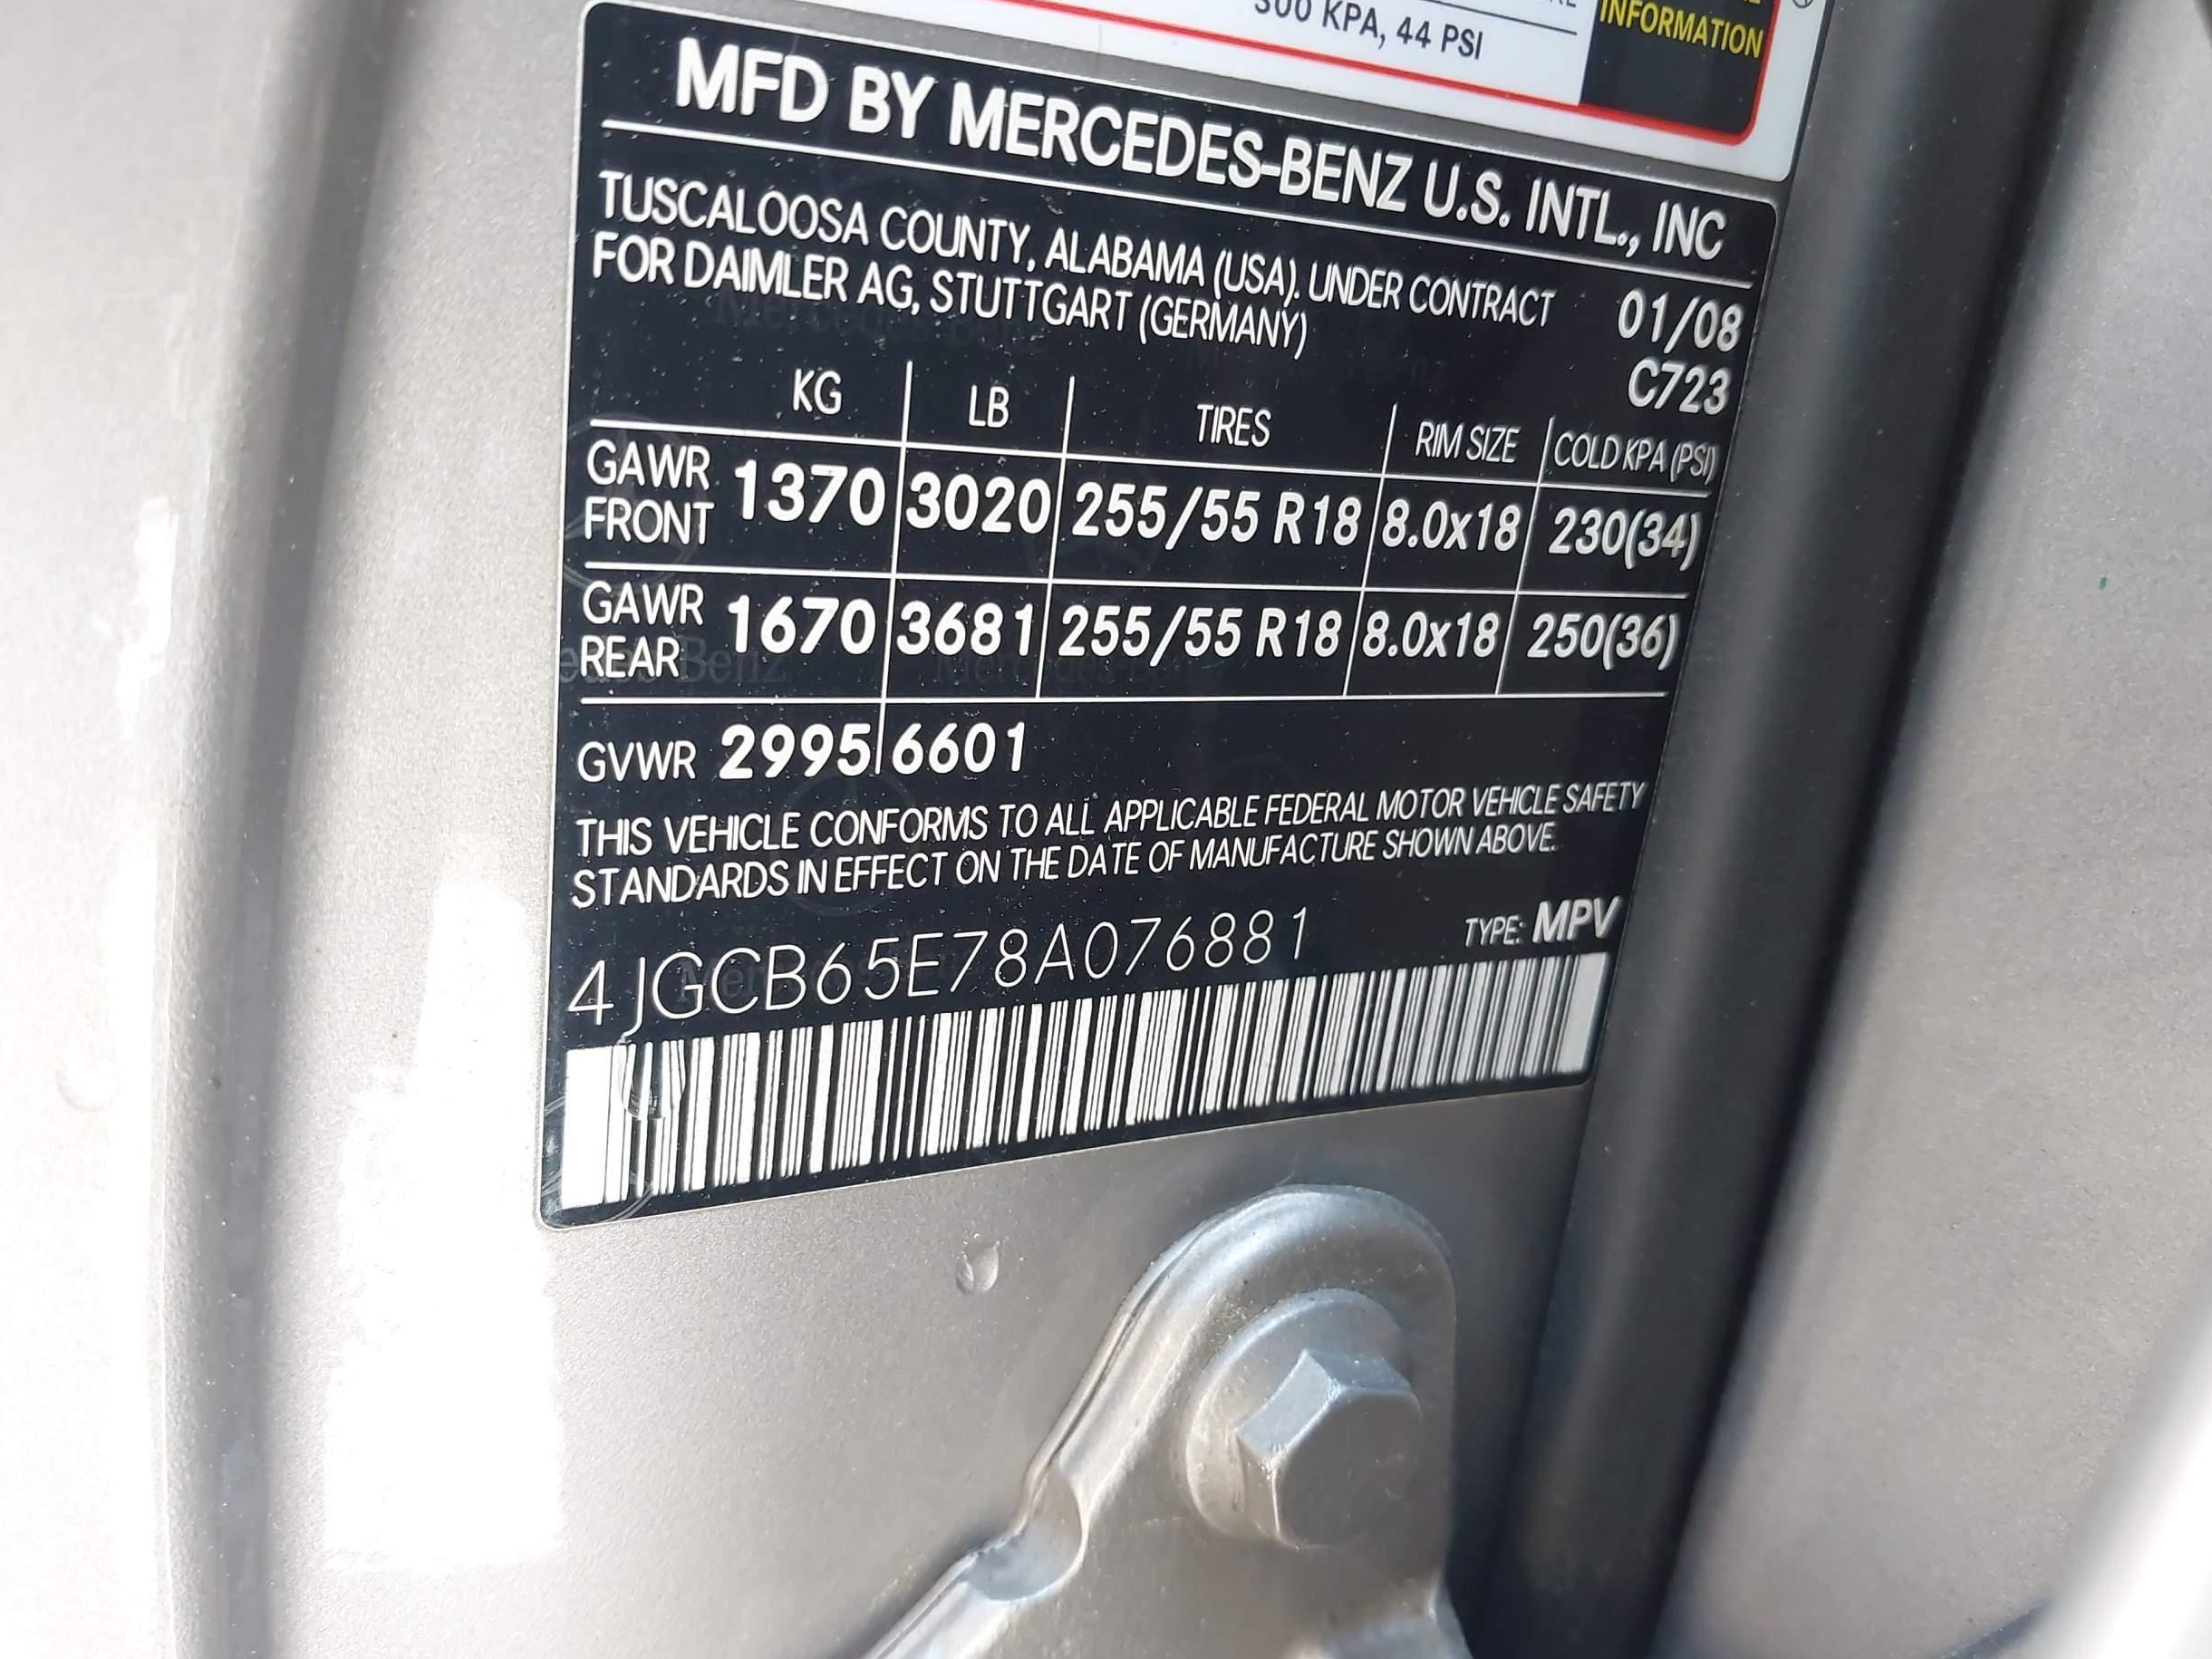 300 KPA, 44 PSI
INFORMATION
MFD BY MERCEDES-BENZ U.S. INTL., INC
TUSCALOOSA COUNTY, ALABAMA (USA). UNDER CONTRACT
FOR DAIMLER AG, STUTTGART (GERMANY)
01/08
C723
KG LB TIRES RIM SIZE COLD KPA (PSI)
GAWR FRONT 1370 3020 255/55 R18 8.0x18 230(34)
GAWR REAR 1670 3681 255/55 R18 8.0x18 250(36)
GVWR 2995 6601
THIS VEHICLE CONFORMS TO ALL APPLICABLE FEDERAL MOTOR VEHICLE SAFETY
STANDARDS IN EFFECT ON THE DATE OF MANUFACTURE SHOWN ABOVE.
4JGCB65E78A076881 TYPE: MPV